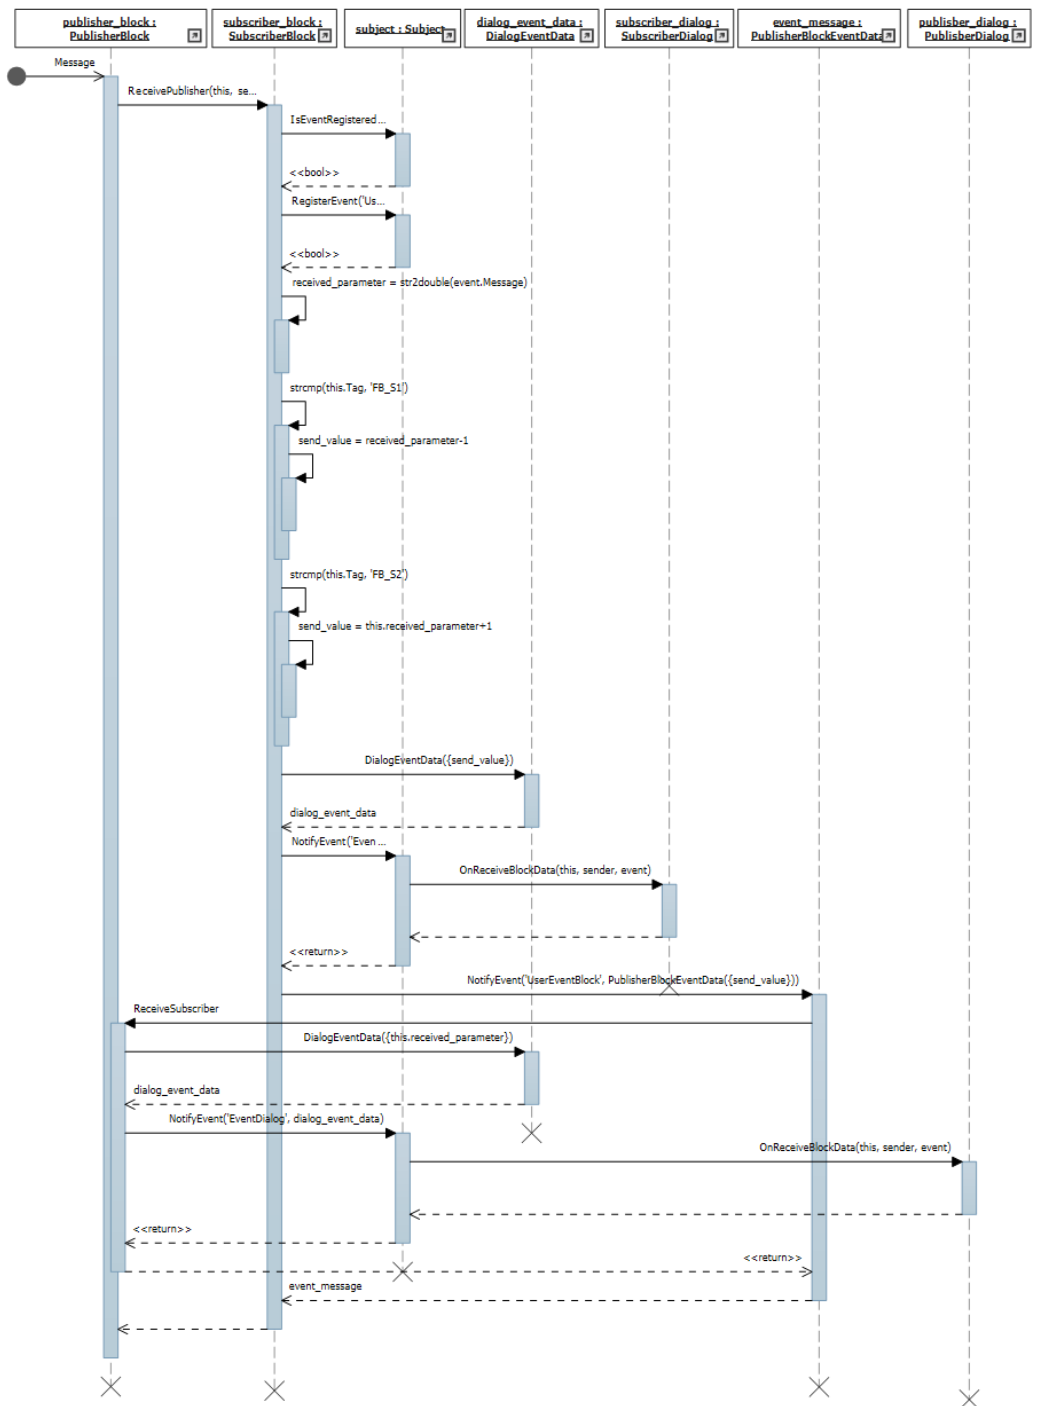 publisher_block :
PublisherBlock
subscriber_block :
SubscriberBlock
subject : Subject
dialog_event_data :
DialogEventData
subscriber_dialog :
SubscriberDialog
event_message :
PublisherBlockEventData
publisber_dialog :
PublisberDialog
Message
ReceivePublisher(this, se...
IsEventRegistered...
<<bool>>
RegisterEvent('Us...
<<bool>>
received_parameter = str2double(event.Message)
strcmp(this.Tag, 'FB_S1')
send_value = received_parameter-1
strcmp(this.Tag, 'FB_S2')
send_value = this.received_parameter+1
DialogEventData({send_value})
dialog_event_data
NotifyEvent('Even ...
OnReceiveBlockData(this, sender, event)
<<return>>
NotifyEvent('UserEventBlock', PublisherBlockEventData({send_value}))
ReceiveSubscriber
DialogEventData({this.received_parameter})
dialog_event_data
NotifyEvent('EventDialog', dialog_event_data)
OnReceiveBlockData(this, sender, event)
<<return>>
<<return>>
event_message